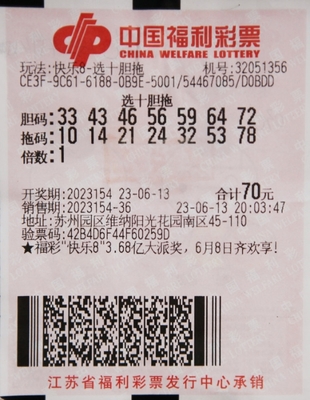 中国福利彩票
CHINA WELFARE LOTTERY
玩法:快乐8-选十胆拖 机号:32051356
CE3F-9C61-6188-0B9E-5001/54467085/D0BDD
选十胆拖
胆码: 33 43 46 56 59 64 72
拖码: 10 14 21 24 32 53 78
倍数: 1
开奖期:2023154 23-06-13 合计70元
销售期:2023154-36 23-06-13 20:03:47
地址:苏州园区维纳阳光花园南区45-110
验票码:42B4D6F44F60259D
★福彩"快乐8"3.68亿大派奖，6月8日齐欢享!
江苏省福利彩票发行中心承销